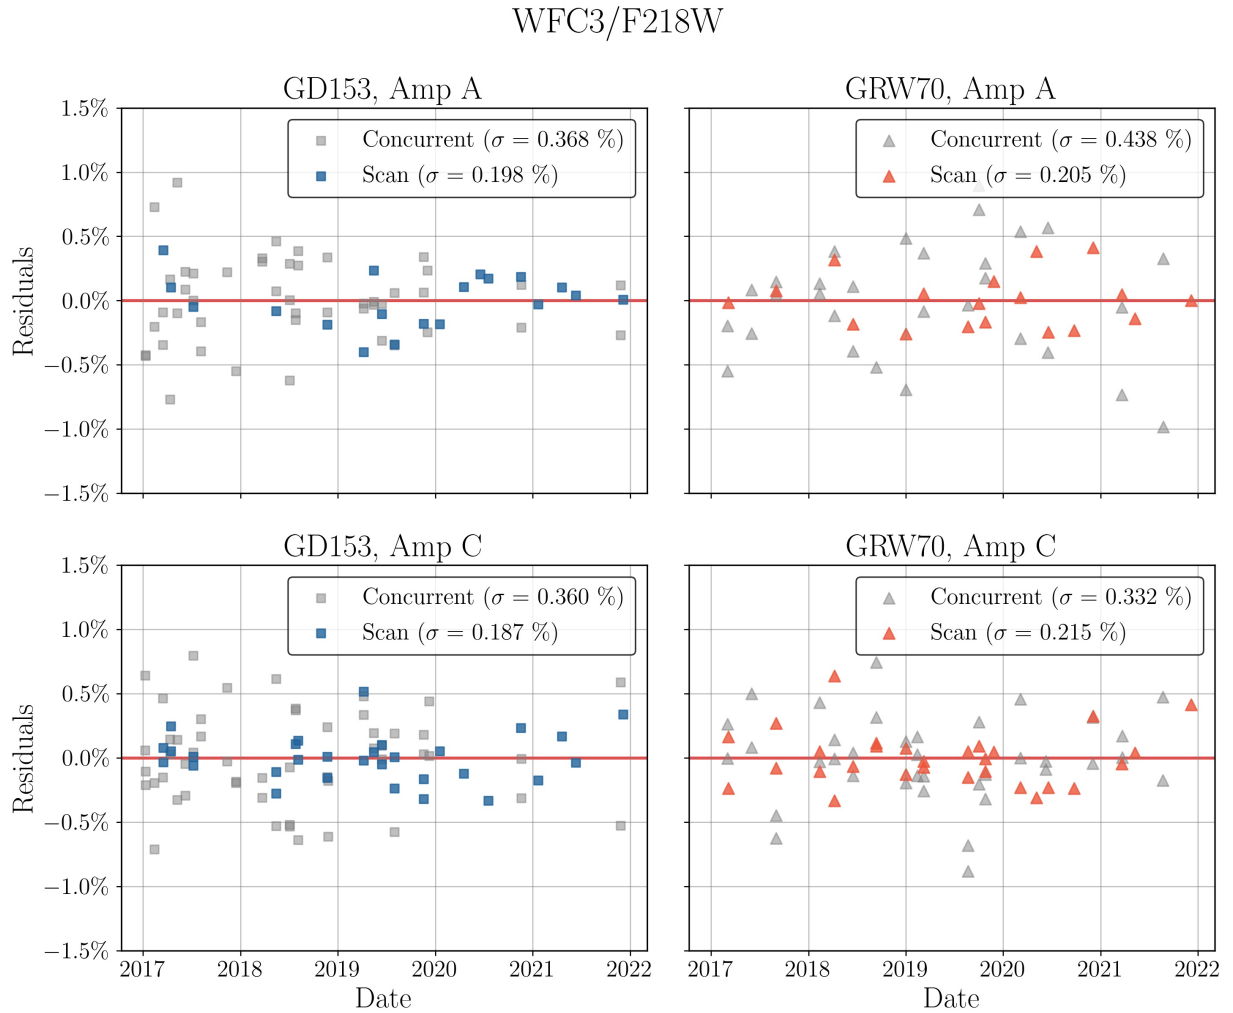 WFC3/F218W
GD153, Amp A
GRW70, Amp A
1.5%
1.0%
0.5%
0.0%
−0.5%
−1.0%
−1.5%
Residuals
Concurrent (σ = 0.368 %)
Scan (σ = 0.198 %)
Concurrent (σ = 0.438 %)
Scan (σ = 0.205 %)
GD153, Amp C
GRW70, Amp C
1.5%
1.0%
0.5%
0.0%
−0.5%
−1.0%
−1.5%
Residuals
Concurrent (σ = 0.360 %)
Scan (σ = 0.187 %)
Concurrent (σ = 0.332 %)
Scan (σ = 0.215 %)
2017 2018 2019 2020 2021 2022
2017 2018 2019 2020 2021 2022
Date
Date